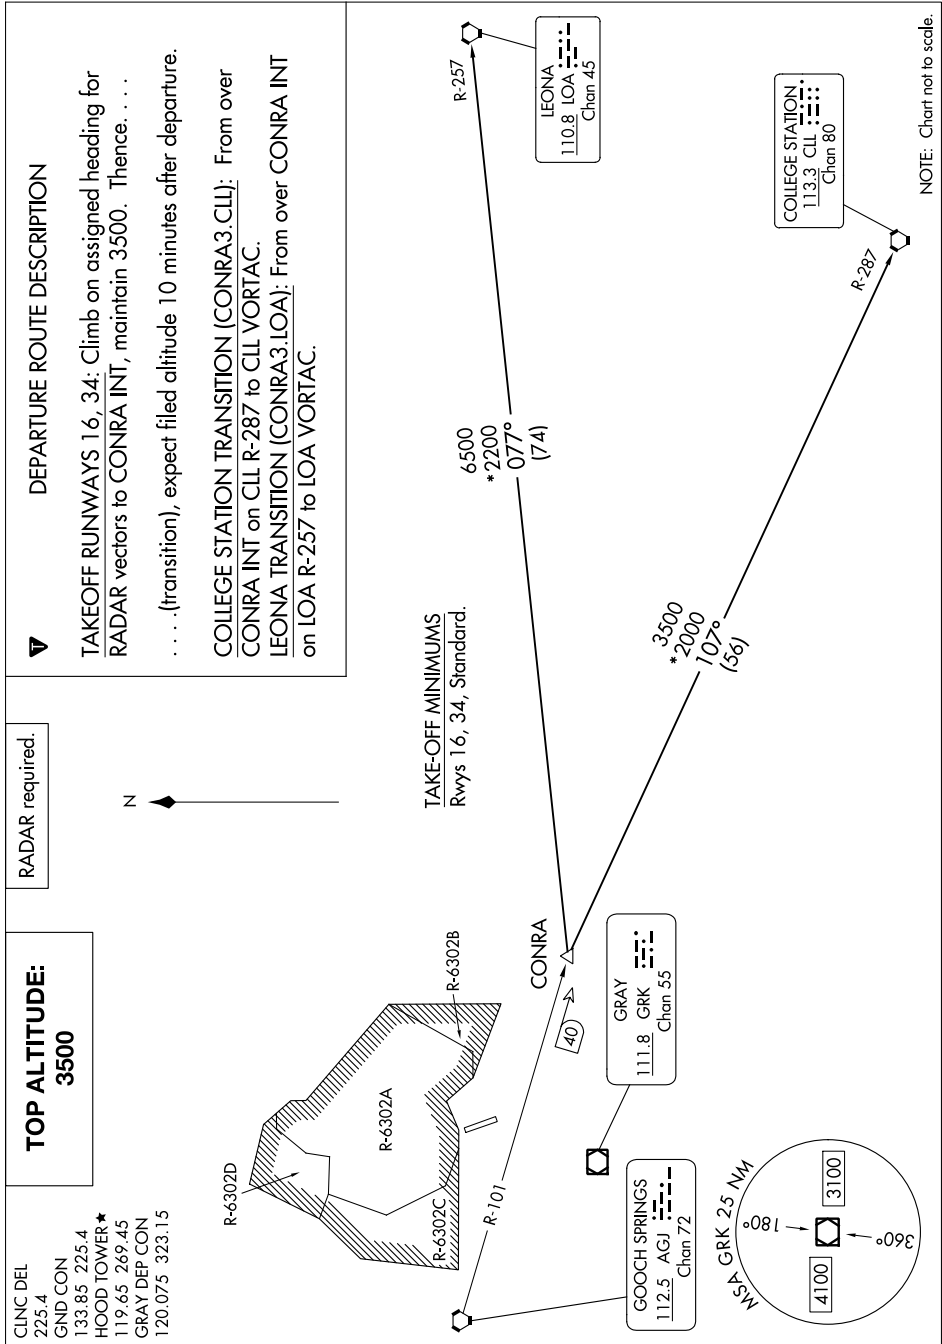 CLNC DEL
225.4
GND CON
133.85 225.4
HOOD TOWER★
119.65 269.45
GRAY DEP CON
120.075 323.15
TOP ALTITUDE:
3500
RADAR required.
T
DEPARTURE ROUTE DESCRIPTION
TAKEOFF RUNWAYS 16, 34: Climb on assigned heading for
RADAR vectors to CONRA INT, maintain 3500. Thence. . . .
. . . .(transition), expect filed altitude 10 minutes after departure.
COLLEGE STATION TRANSITION (CONRA3.CLL): From over
CONRA INT on CLL R-287 to CLL VORTAC.
LEONA TRANSITION (CONRA3.LOA): From over CONRA INT
on LOA R-257 to LOA VORTAC.
N
TAKE-OFF MINIMUMS
Rwys 16, 34, Standard.
R-6302D
R-6302A
R-6302C
R-6302B
R-101
CONRA
40
6500
*2200
077°
(74)
R-257
LEONA
110.8 LOA
Chan 45
3500
*2000
107°
(56)
R-287
COLLEGE STATION
113.3 CLL
Chan 80
GRAY
111.8 GRK
Chan 55
GOOCH SPRINGS
112.5 AGJ
Chan 72
MSA GRK 25 NM
180°
4100
3100
360°
NOTE: Chart not to scale.